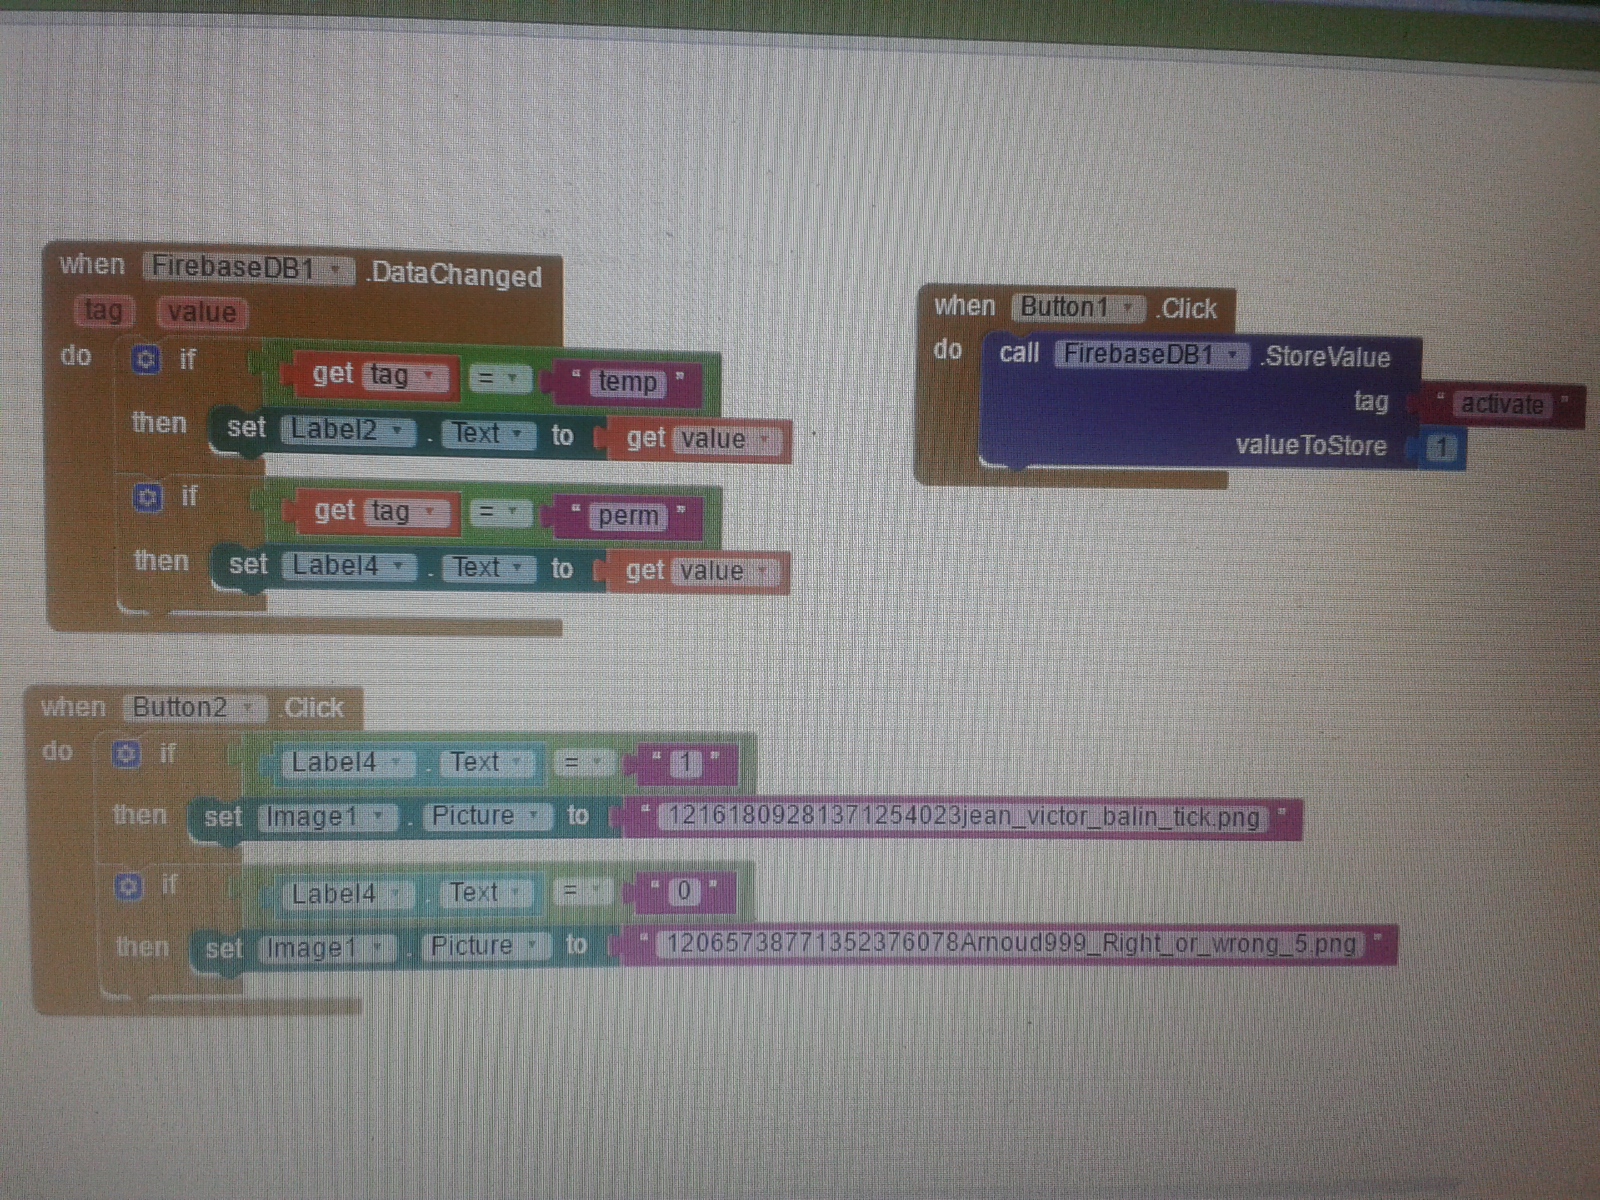 when FirebaseDB1 .DataChanged
tag value
do if get tag = " temp "
then set Label2 . Text to get value
if get tag = " perm "
then set Label4 . Text to get value
when Button1 .Click
do call FirebaseDB1 .StoreValue
tag " activate "
valueToStore 1
when Button2 .Click
do if Label4 . Text = " 1 "
then set Image1 . Picture to " 12161809281371254023jean_victor_balin_tick.png "
if Label4 . Text = " 0 "
then set Image1 . Picture to " 12065738771352376078Arnoud999_Right_or_wrong_5.png "